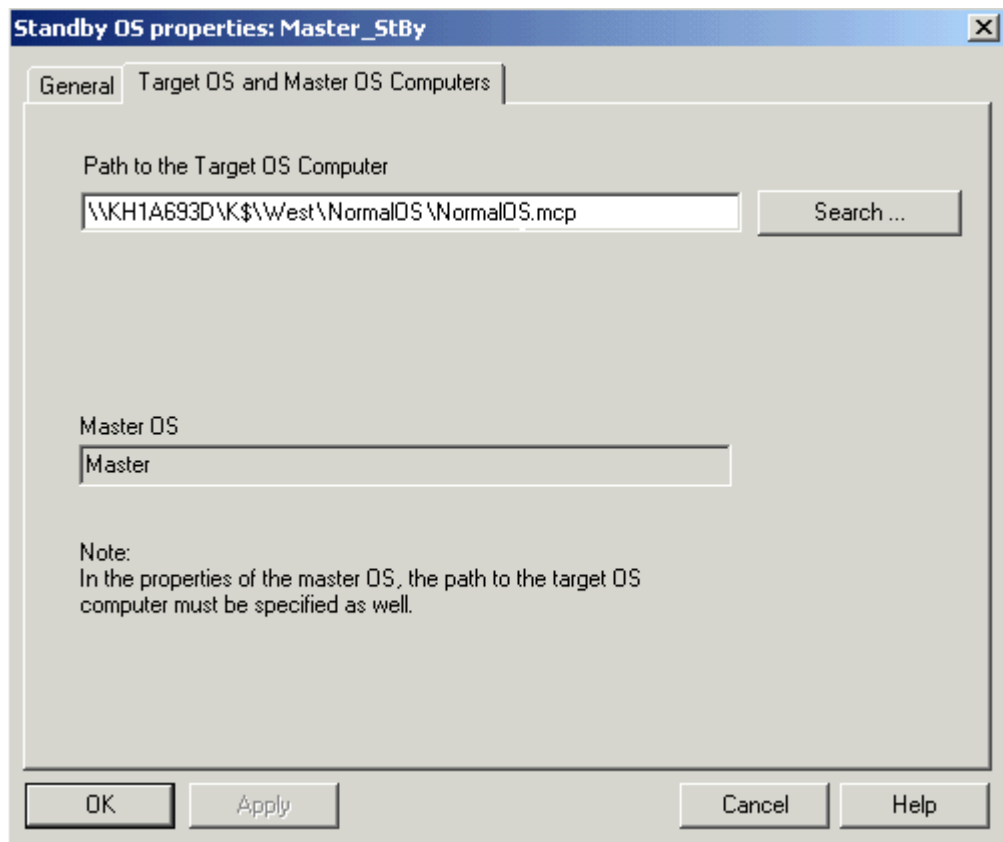 Standby OS properties: Master_StBy
General
Target OS and Master OS Computers
Path to the Target OS Computer
\\KH1A693D\K$\West\NormalOS\NormalOS.mcp
Search ...
Master OS
Master
Note:
In the properties of the master OS, the path to the target OS
computer must be specified as well.
OK
Apply
Cancel
Help